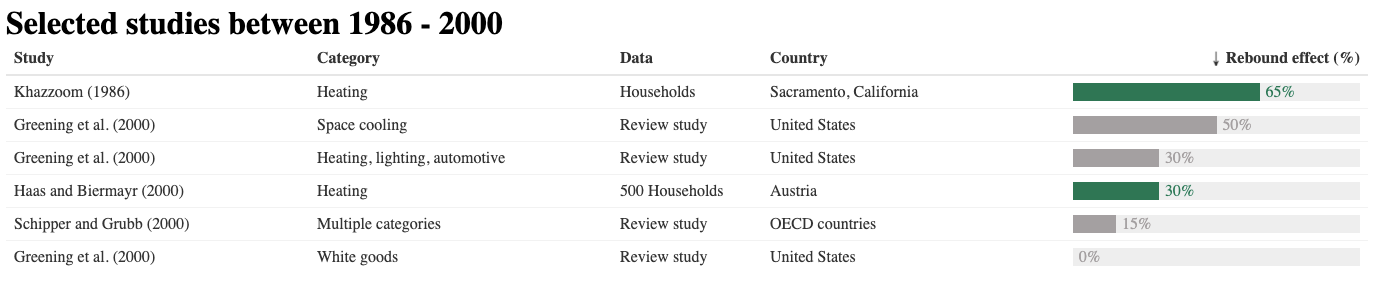 Selected studies between 1986 - 2000
Study Category Data Country ↓ Rebound effect (%)
Khazzoom (1986) Heating Households Sacramento, California 65%
Greening et al. (2000) Space cooling Review study United States 50%
Greening et al. (2000) Heating, lighting, automotive Review study United States 30%
Haas and Biermayr (2000) Heating 500 Households Austria 30%
Schipper and Grubb (2000) Multiple categories Review study OECD countries 15%
Greening et al. (2000) White goods Review study United States 0%